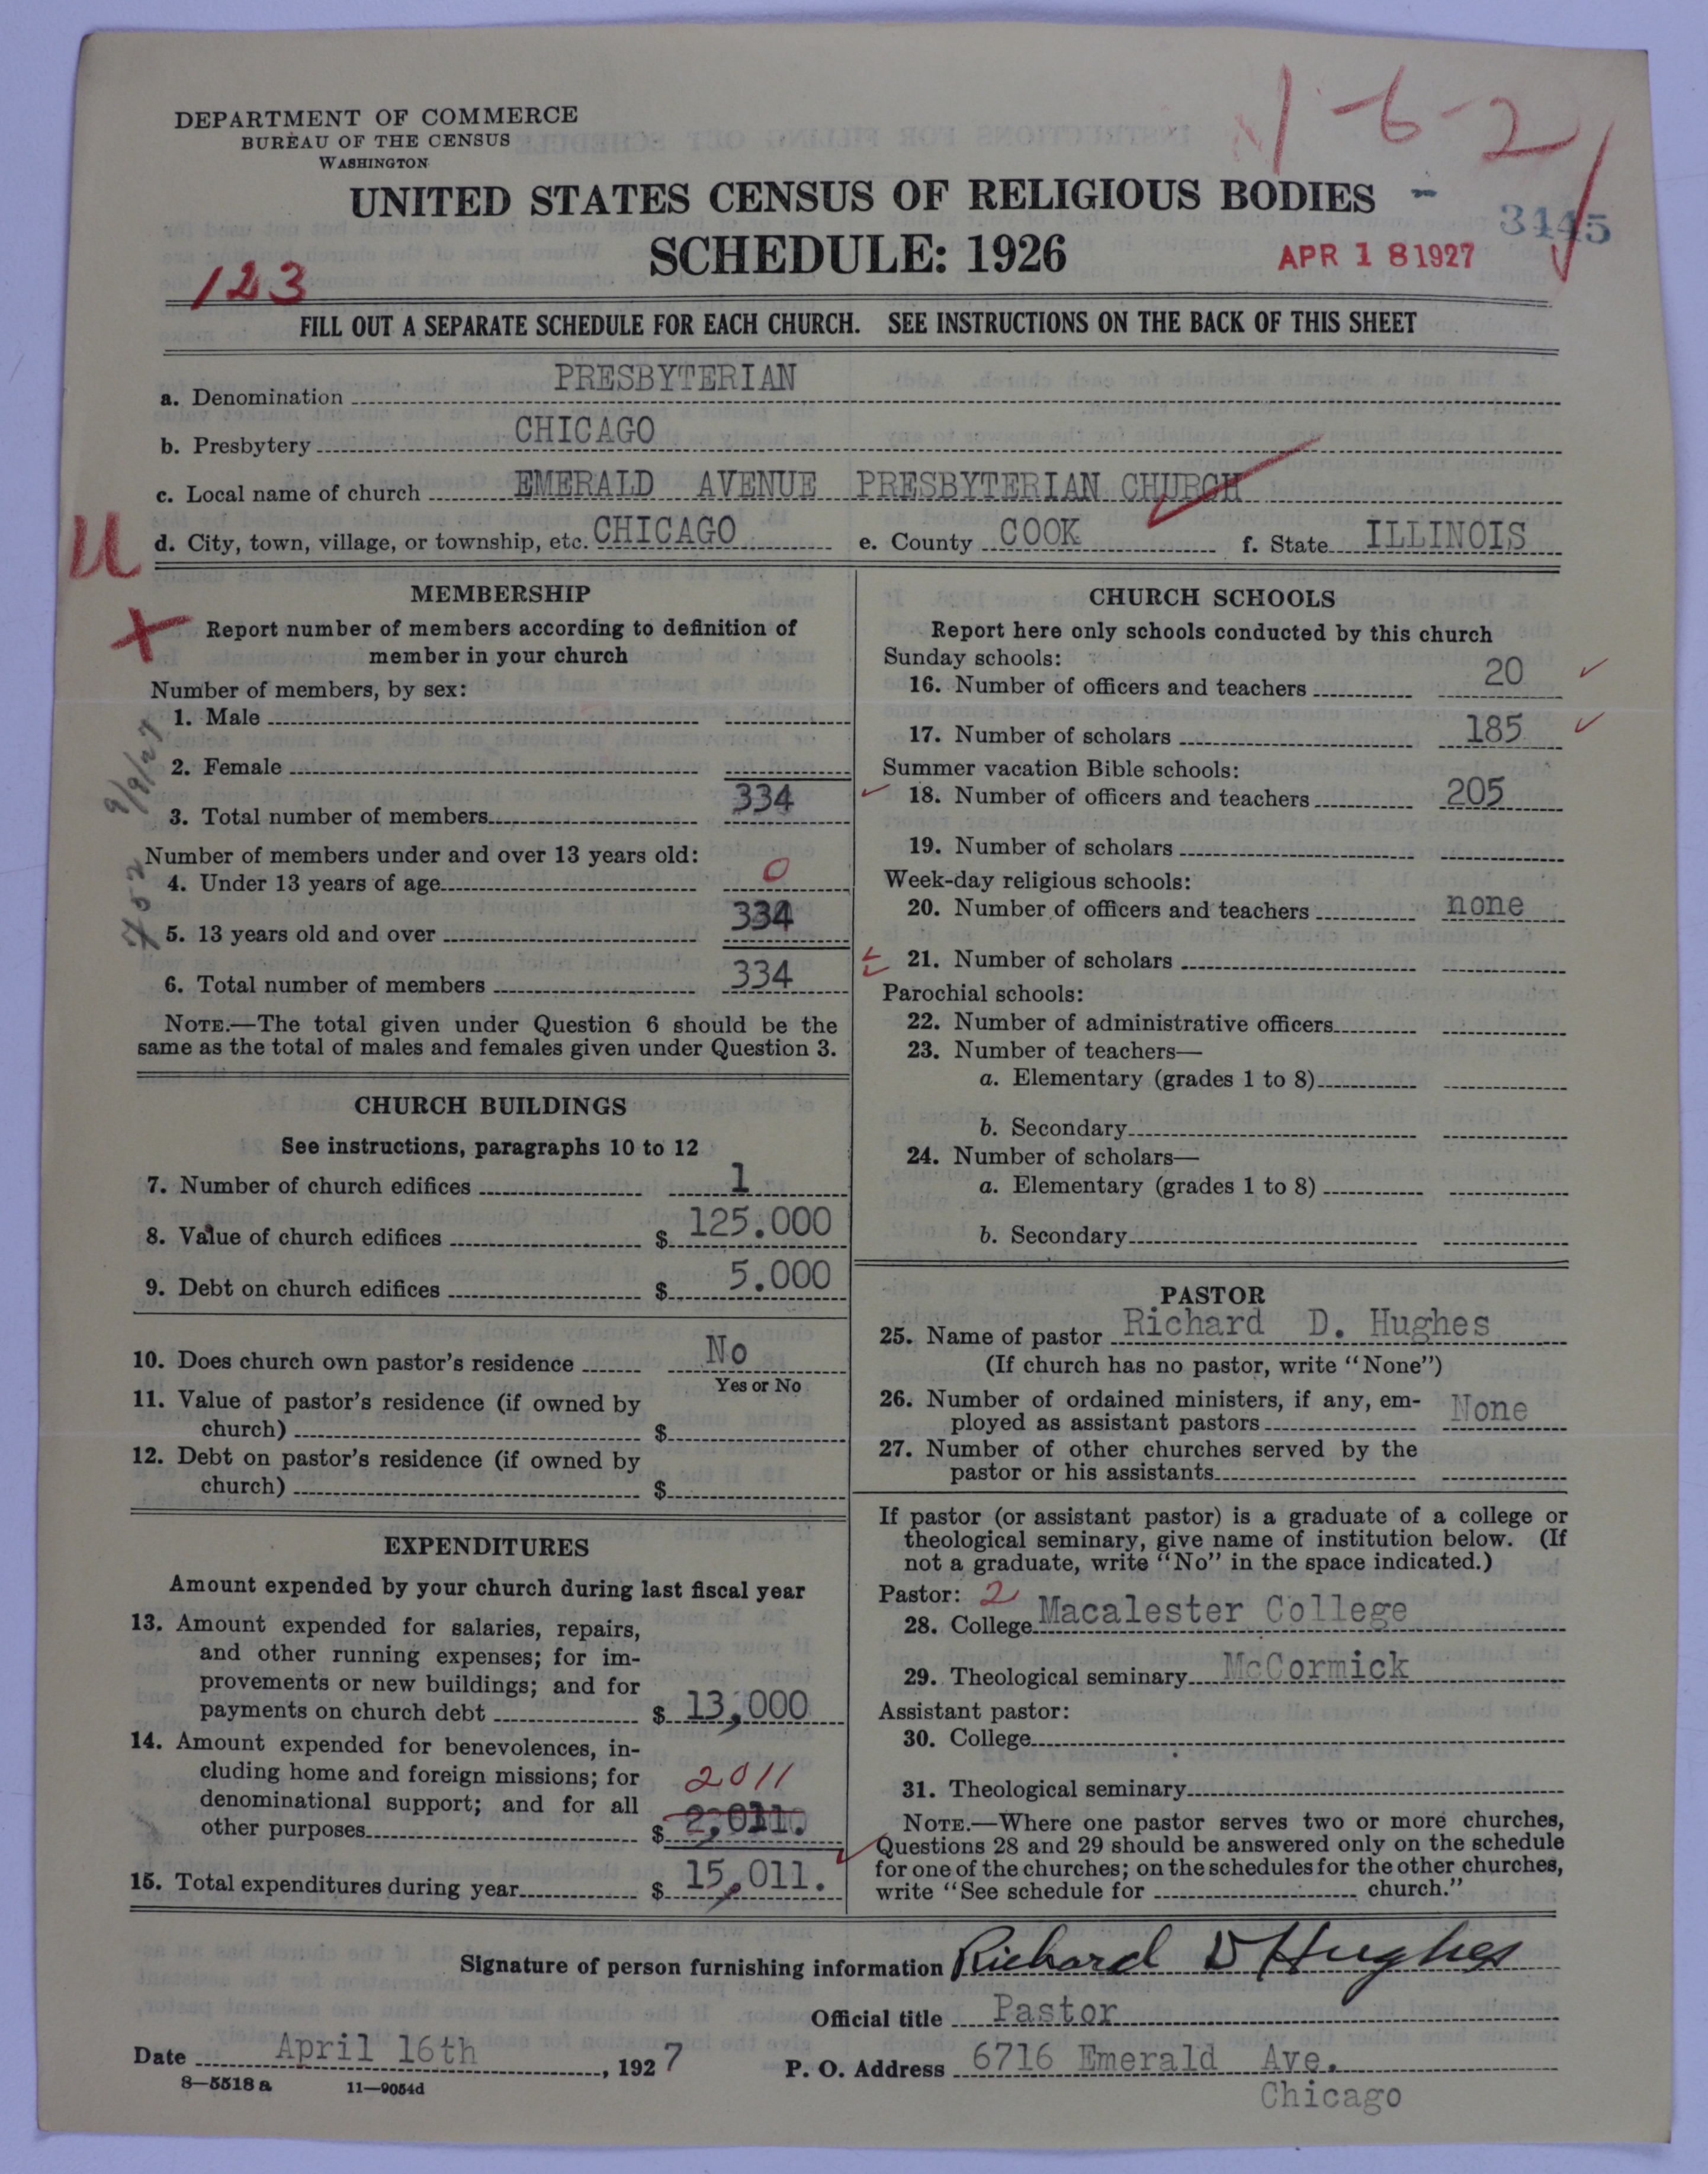 DEPARTMENT OF COMMERCE
BUREAU OF THE CENSUS
WASHINGTON
1-6-2
UNITED STATES CENSUS OF RELIGIOUS BODIES
SCHEDULE: 1926
3445
APR 18 1927
123
FILL OUT A SEPARATE SCHEDULE FOR EACH CHURCH. SEE INSTRUCTIONS ON THE BACK OF THIS SHEET
a. Denomination PRESBYTERIAN
b. Presbytery CHICAGO
c. Local name of church EMERALD AVENUE PRESBYTERIAN CHURCH
U
d. City, town, village, or township, etc. CHICAGO e. County COOK f. State ILLINOIS
MEMBERSHIP
Report number of members according to definition of
member in your church
Number of members, by sex:
1. Male
2. Female
3. Total number of members 334
Number of members under and over 13 years old:
4. Under 13 years of age 0
5. 13 years old and over 334
6. Total number of members 334
NOTE.—The total given under Question 6 should be the
same as the total of males and females given under Question 3.
9/9/27
CHURCH BUILDINGS
See instructions, paragraphs 10 to 12
7. Number of church edifices 1
8. Value of church edifices $ 125.000
9. Debt on church edifices $ 5.000
10. Does church own pastor's residence No
Yes or No
11. Value of pastor's residence (if owned by
church) $
12. Debt on pastor's residence (if owned by
church) $
EXPENDITURES
Amount expended by your church during last fiscal year
13. Amount expended for salaries, repairs,
and other running expenses; for im-
provements or new buildings; and for
payments on church debt $ 13,000
14. Amount expended for benevolences, in-
cluding home and foreign missions; for
denominational support; and for all
2011
other purposes $ 2,011.
15. Total expenditures during year $ 15,011.
CHURCH SCHOOLS
Report here only schools conducted by this church
Sunday schools:
16. Number of officers and teachers 20
17. Number of scholars 185
Summer vacation Bible schools:
18. Number of officers and teachers 205
19. Number of scholars
Week-day religious schools:
20. Number of officers and teachers none
21. Number of scholars
Parochial schools:
22. Number of administrative officers
23. Number of teachers—
a. Elementary (grades 1 to 8)
b. Secondary
24. Number of scholars—
a. Elementary (grades 1 to 8)
b. Secondary
PASTOR
25. Name of pastor Richard D. Hughes
(If church has no pastor, write "None")
26. Number of ordained ministers, if any, em-
ployed as assistant pastors None
27. Number of other churches served by the
pastor or his assistants
If pastor (or assistant pastor) is a graduate of a college or
theological seminary, give name of institution below. (If
not a graduate, write "No" in the space indicated.)
Pastor: 2
28. College Macalester College
29. Theological seminary McCormick
Assistant pastor:
30. College
31. Theological seminary
NOTE.—Where one pastor serves two or more churches,
Questions 28 and 29 should be answered only on the schedule
for one of the churches; on the schedules for the other churches,
write "See schedule for church."
Signature of person furnishing information Richard D Hughes
Official title Pastor
Date April 16th, 1927 P. O. Address 6716 Emerald Ave.
Chicago
8—5518 a 11—9054d